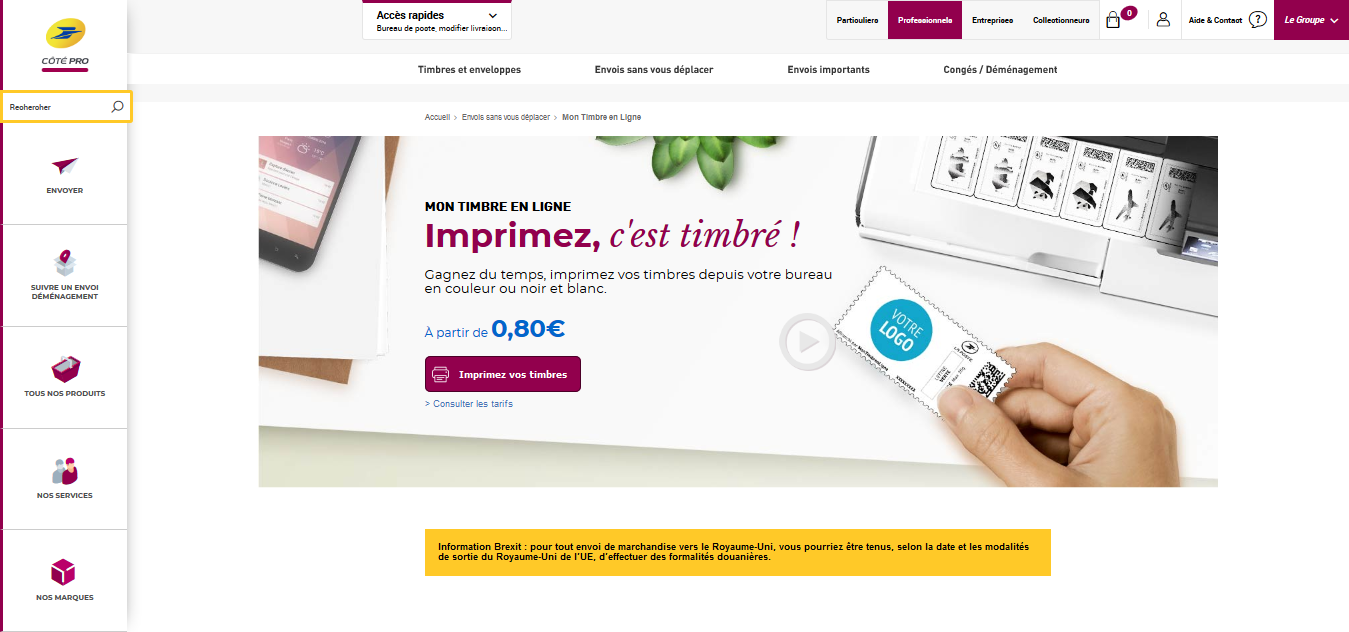 Accès rapides
Bureau de poste, modifier livraison...
Particuliers
Professionnels
Entreprises
Collectionneurs
0
Aide & Contact
?
Le Groupe
CÔTÉ PRO
Timbres et enveloppes
Envois sans vous déplacer
Envois importants
Congés / Déménagement
Rechercher
Accueil > Envois sans vous déplacer > Mon Timbre en Ligne
ENVOYER
SUIVRE UN ENVOI
DÉMÉNAGEMENT
TOUS NOS PRODUITS
NOS SERVICES
NOS MARQUES
MON TIMBRE EN LIGNE
Imprimez, c'est timbré !
Gagnez du temps, imprimez vos timbres depuis votre bureau
en couleur ou noir et blanc.
À partir de 0,80€
Imprimez vos timbres
> Consulter les tarifs
VOTRE
LOGO
LA POSTE
LETTRE
VERTE
Information Brexit : pour tout envoi de marchandise vers le Royaume-Uni, vous pourriez être tenus, selon la date et les modalités
de sortie du Royaume-Uni de l'UE, d'effectuer des formalités douanières.